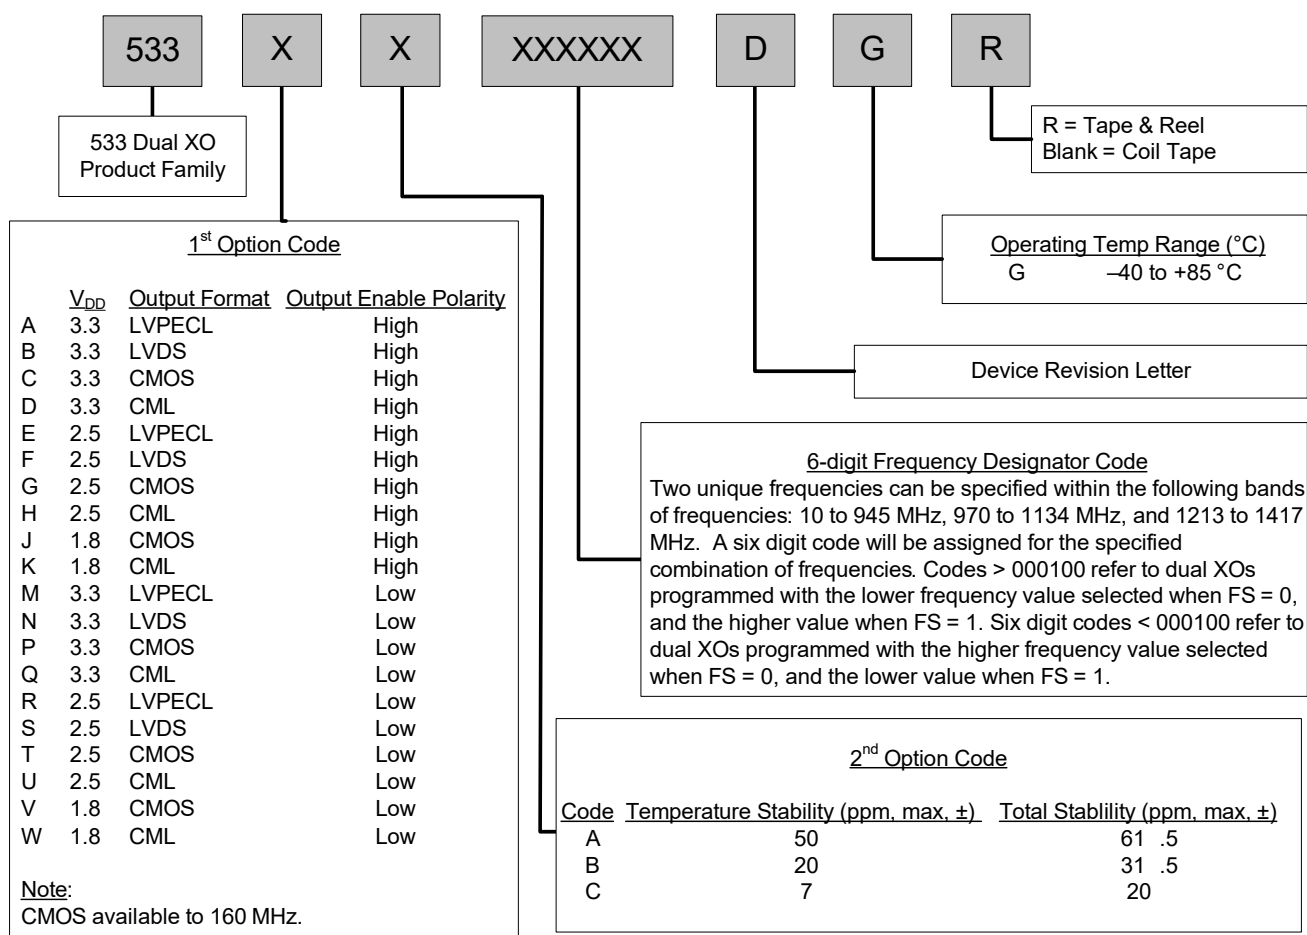 533 X X XXXXXX D G R
533 Dual XO
Product Family
R = Tape & Reel
Blank = Coil Tape
Operating Temp Range (°C)
G –40 to +85 °C
Device Revision Letter
1st Option Code
VDD Output Format Output Enable Polarity
A 3.3 LVPECL High
B 3.3 LVDS High
C 3.3 CMOS High
D 3.3 CML High
E 2.5 LVPECL High
F 2.5 LVDS High
G 2.5 CMOS High
H 2.5 CML High
J 1.8 CMOS High
K 1.8 CML High
M 3.3 LVPECL Low
N 3.3 LVDS Low
P 3.3 CMOS Low
Q 3.3 CML Low
R 2.5 LVPECL Low
S 2.5 LVDS Low
T 2.5 CMOS Low
U 2.5 CML Low
V 1.8 CMOS Low
W 1.8 CML Low
Note:
CMOS available to 160 MHz.
6-digit Frequency Designator Code
Two unique frequencies can be specified within the following bands
of frequencies: 10 to 945 MHz, 970 to 1134 MHz, and 1213 to 1417
MHz. A six digit code will be assigned for the specified
combination of frequencies. Codes > 000100 refer to dual XOs
programmed with the lower frequency value selected when FS = 0,
and the higher value when FS = 1. Six digit codes < 000100 refer to
dual XOs programmed with the higher frequency value selected
when FS = 0, and the lower value when FS = 1.
2nd Option Code
Code Temperature Stability (ppm, max, ±) Total Stablility (ppm, max, ±)
A 50 61 .5
B 20 31 .5
C 7 20